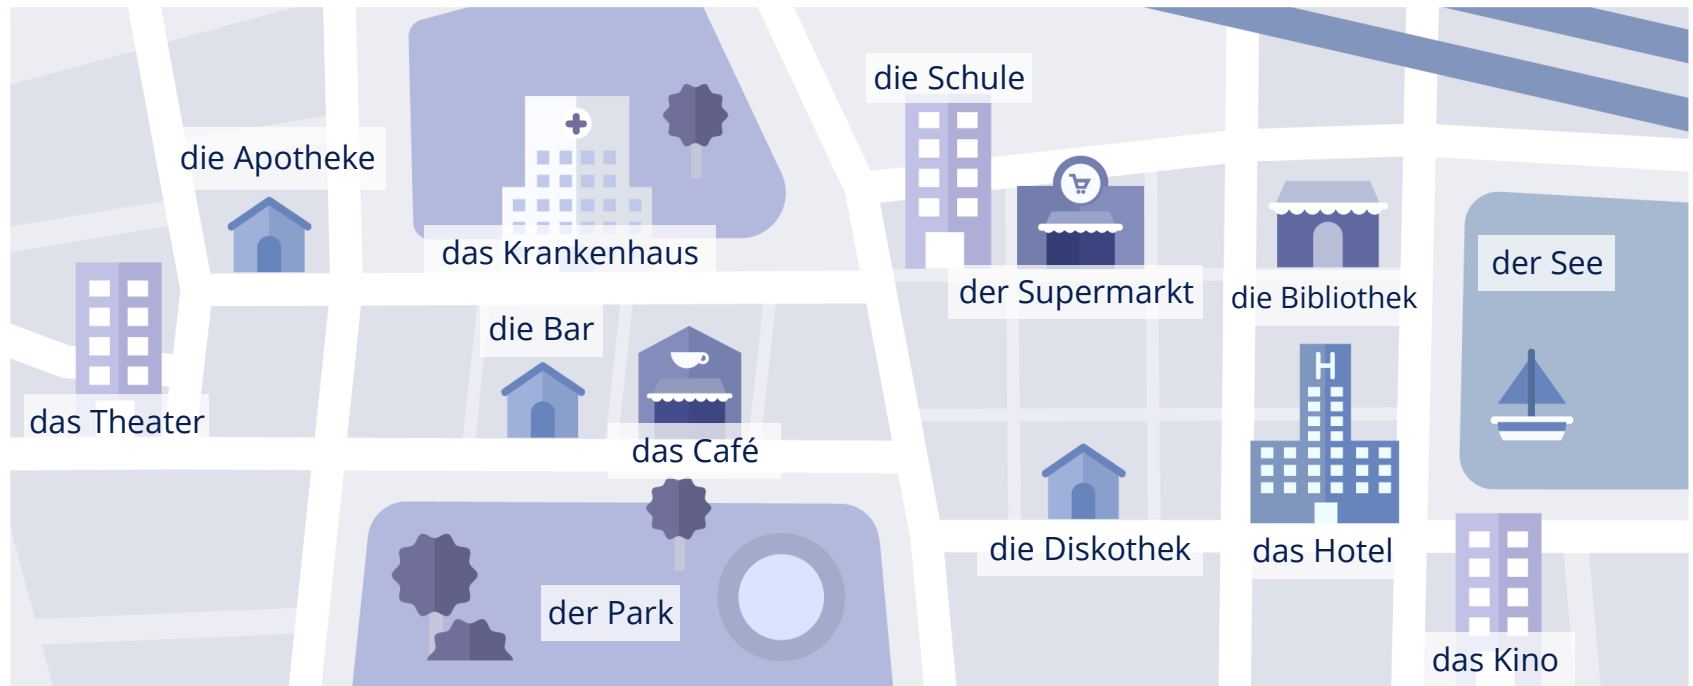 die Schule
die Apotheke
das Krankenhaus
der See
der Supermarkt
die Bibliothek
die Bar
H
das Theater
das Café
die Diskothek
das Hotel
der Park
das Kino